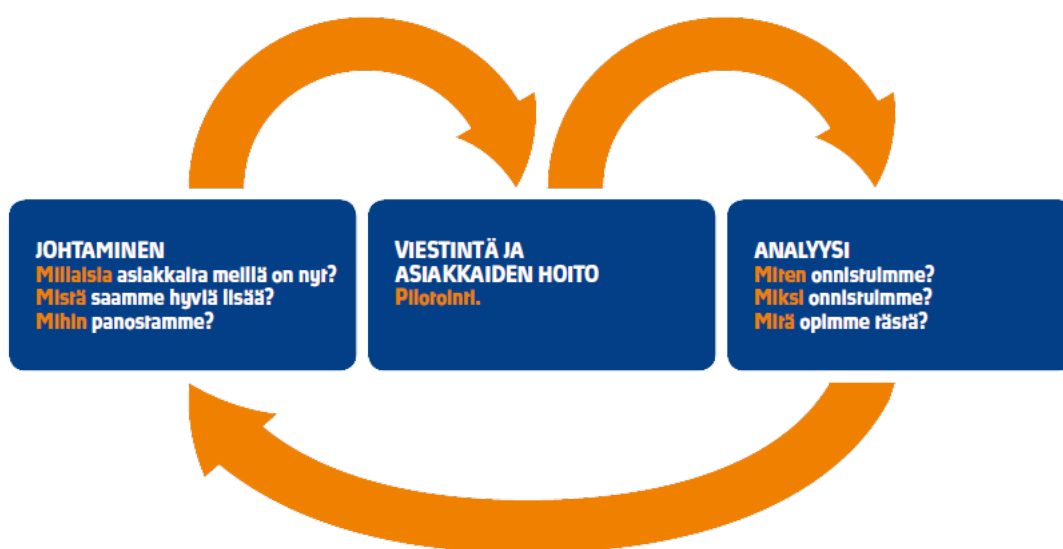 JOHTAMINEN
Millaisia asiakkaita meillä on nyt?
Mistä saamme hyviä lisää?
Mihin panostamme?
VIESTINTÄ JA
ASIAKKAIDEN HOITO
Pilotointi.
ANALYYSI
Miten onnistuimme?
Miksi onnistuimme?
Mitä opimme tästä?